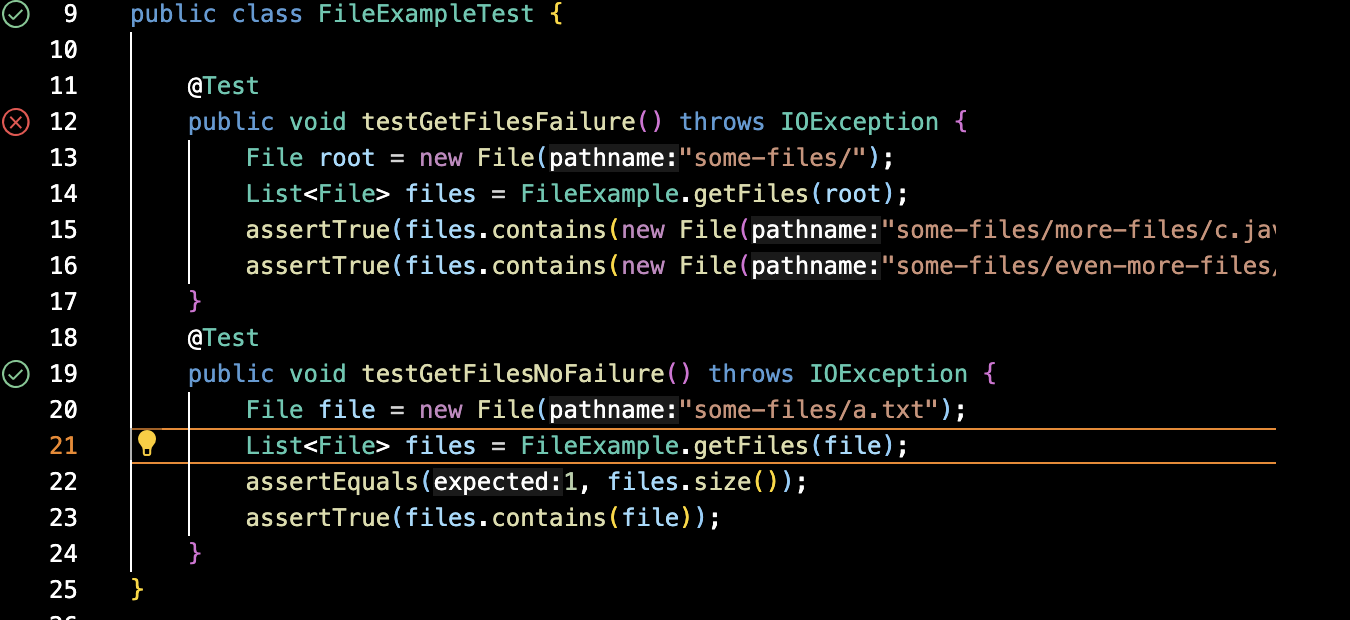 9 public class FileExampleTest {
10
11 @Test
12 public void testGetFilesFailure() throws IOException {
13 File root = new File(pathname:"some-files/");
14 List<File> files = FileExample.getFiles(root);
15 assertTrue(files.contains(new File(pathname:"some-files/more-files/c.jav
16 assertTrue(files.contains(new File(pathname:"some-files/even-more-files/
17 }
18 @Test
19 public void testGetFilesNoFailure() throws IOException {
20 File file = new File(pathname:"some-files/a.txt");
21 List<File> files = FileExample.getFiles(file);
22 assertEquals(expected:1, files.size());
23 assertTrue(files.contains(file));
24 }
25 }